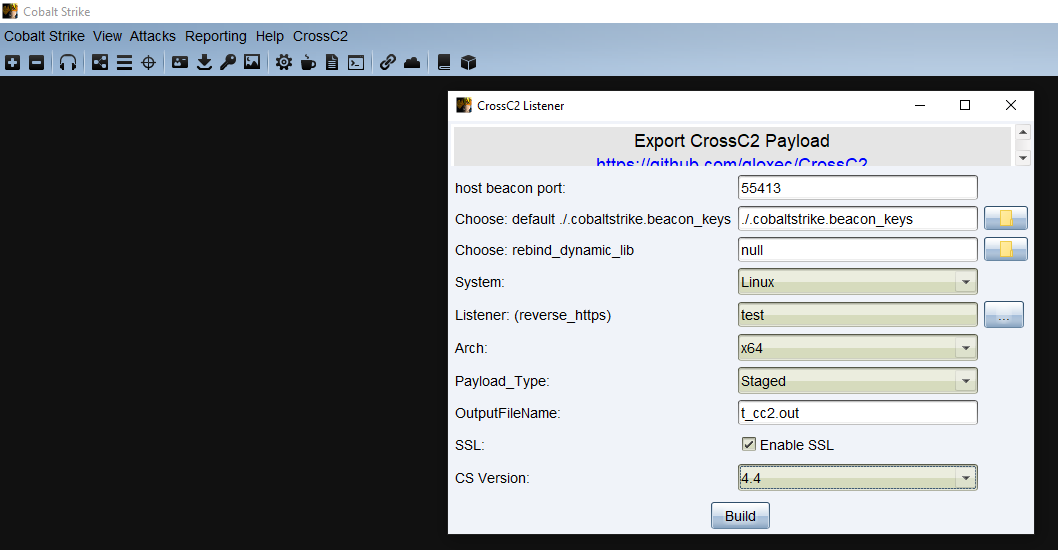 Cobalt Strike
Cobalt Strike View Attacks Reporting Help CrossC2
CrossC2 Listener
Export CrossC2 Payload
https://github.com/gloxec/CrossC2
host beacon port: 55413
Choose: default ./.cobaltstrike.beacon_keys ./.cobaltstrike.beacon_keys
Choose: rebind_dynamic_lib null
System: Linux
Listener: (reverse_https) test ...
Arch: x64
Payload_Type: Staged
OutputFileName: t_cc2.out
SSL: Enable SSL
CS Version: 4.4
Build